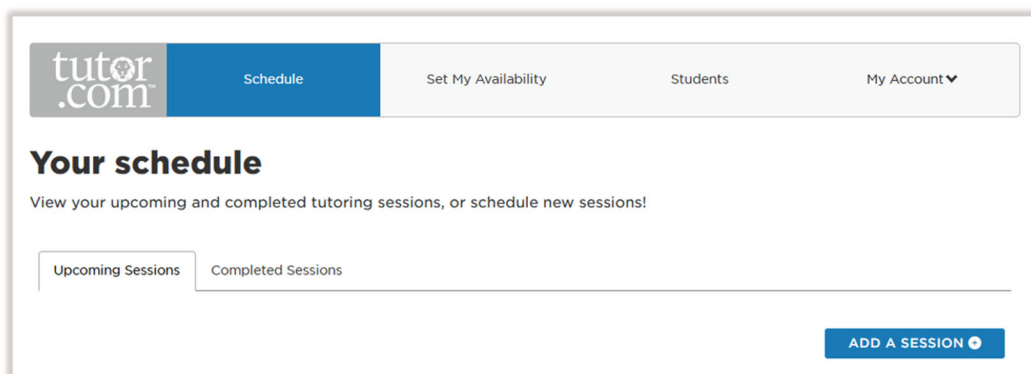 tutor
.com
Schedule
Set My Availability
Students
My Account
Your schedule
View your upcoming and completed tutoring sessions, or schedule new sessions!
Upcoming Sessions
Completed Sessions
ADD A SESSION